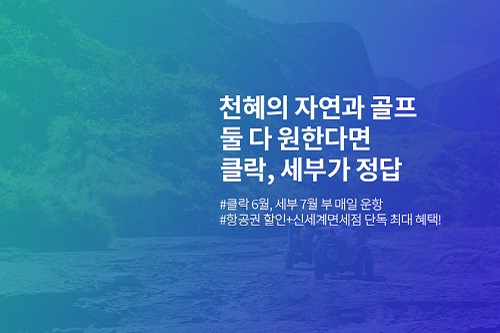 천혜의 자연과 골프
둘 다 원한다면
클락, 세부가 정답
#클락 6월, 세부 7월 부 매일 운항
#항공권 할인+신세계면세점 단독 최대 혜택!